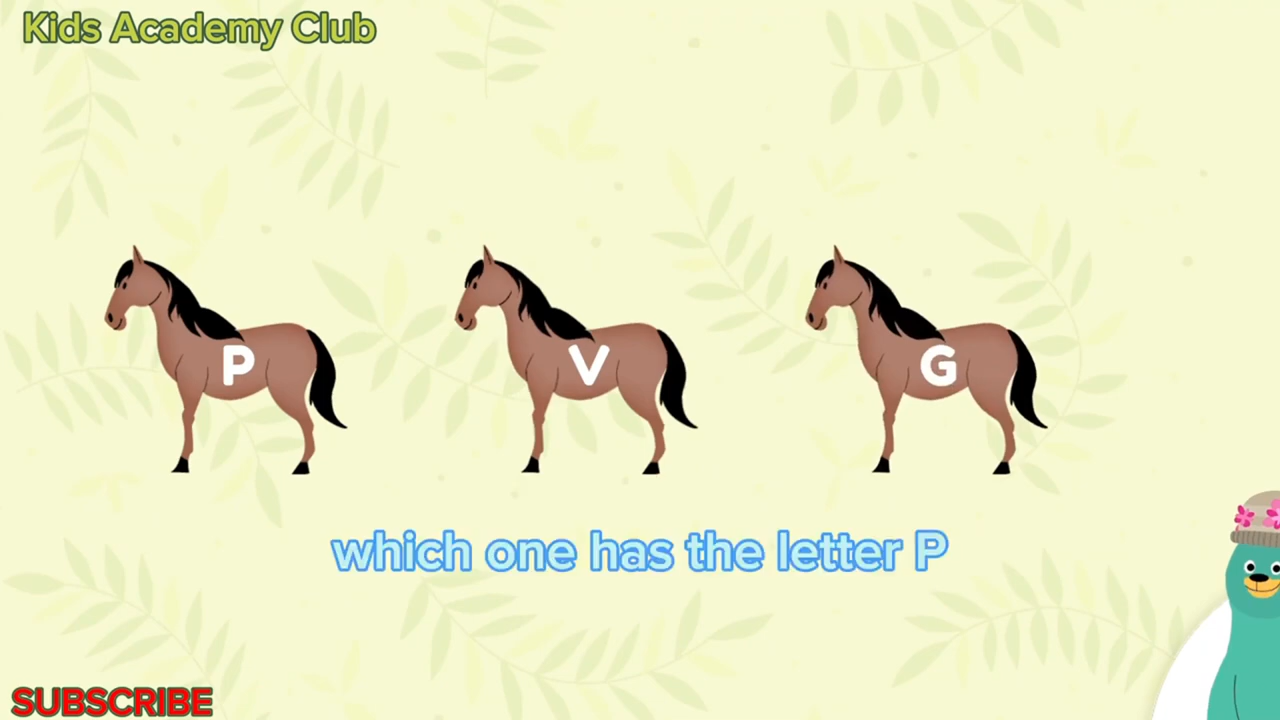 Kids Academy Club
P
V
G
which one has the letter P
SUBSCRIBE